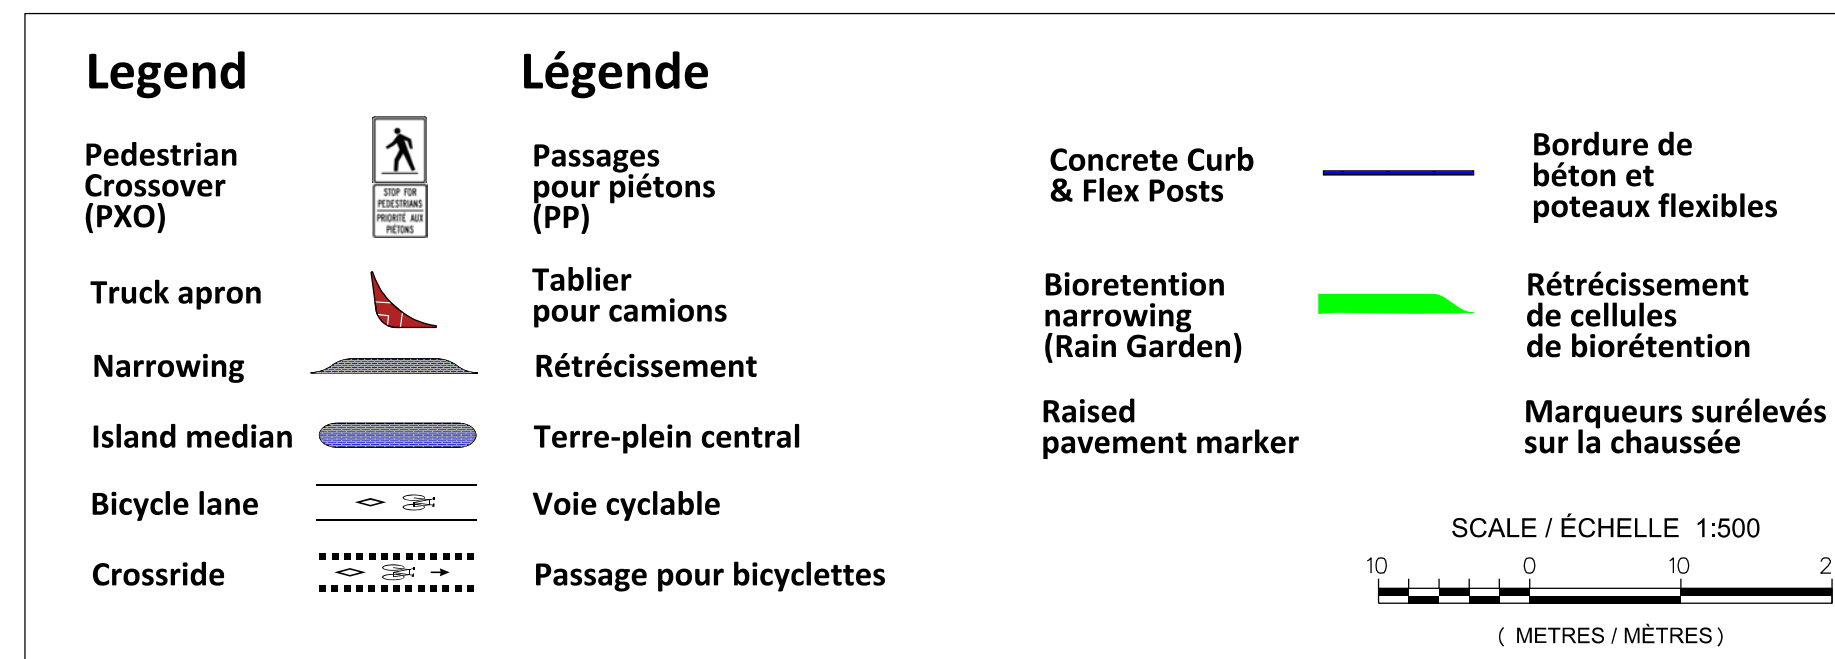 Legend
Légende
Pedestrian
Crossover
(PXO)
STOP FOR
PEDESTRIANS
PRIORITÉ AUX
PIÉTONS
Passages
pour piétons
(PP)
Truck apron
Tablier
pour camions
Narrowing
Rétrécissement
Island median
Terre-plein central
Bicycle lane
Voie cyclable
Crossride
Passage pour bicyclettes
Concrete Curb
& Flex Posts
Bordure de
béton et
poteaux flexibles
Bioretention
narrowing
(Rain Garden)
Rétrécissement
de cellules
de biorétention
Raised
pavement marker
Marqueurs surélevés
sur la chaussée
SCALE / ÉCHELLE 1:500
10 0 10 2
( METRES / MÈTRES )